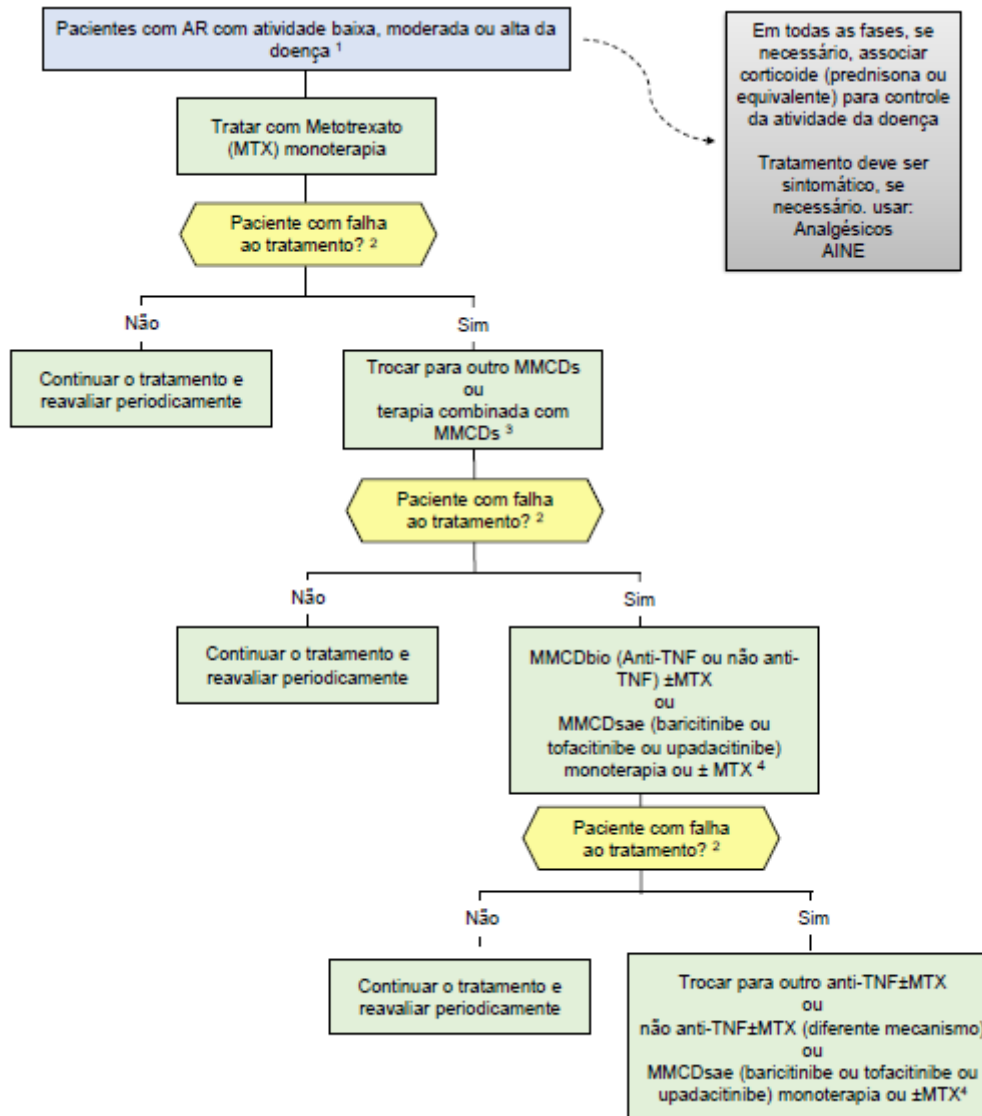 Pacientes com AR com atividade baixa, moderada ou alta da
doença ¹
Em todas as fases, se
necessário, associar
corticoide (prednisona ou
equivalente) para controle
da atividade da doença
Tratamento deve ser
sintomático, se
necessário. usar:
Analgésicos
AINE
Tratar com Metotrexato
(MTX) monoterapia
Paciente com falha
ao tratamento? ²
Não
Sim
Continuar o tratamento e
reavaliar periodicamente
Trocar para outro MMCDs
ou
terapia combinada com
MMCDs ³
Paciente com falha
ao tratamento? ²
Não
Sim
Continuar o tratamento e
reavaliar periodicamente
MMCDbio (Anti-TNF ou não anti-
TNF) ±MTX
ou
MMCDsae (baricitinibe ou
tofacitinibe ou upadacitinibe)
monoterapia ou ± MTX ⁴
Paciente com falha
ao tratamento? ²
Não
Sim
Continuar o tratamento e
reavaliar periodicamente
Trocar para outro anti-TNF±MTX
ou
não anti-TNF±MTX (diferente mecanismo)
ou
MMCDsae (baricitinibe ou tofacitinibe ou
upadacitinibe) monoterapia ou ±MTX⁴